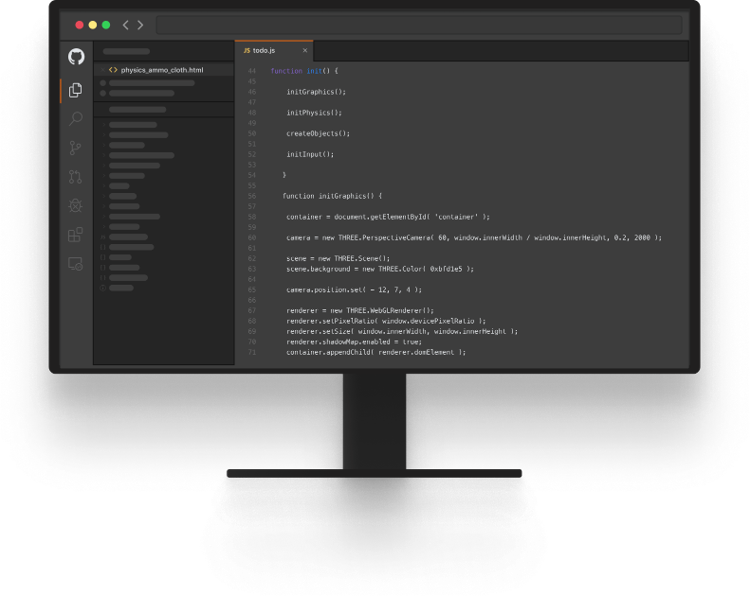 JS todo.js ×
<> physics_ammo_cloth.html
44 function init() {
45
46 initGraphics();
47
48 initPhysics();
49
50 createObjects();
51
52 initInput();
53
54 }
55
56 function initGraphics() {
57
58 container = document.getElementById( 'container' );
59
60 camera = new THREE.PerspectiveCamera( 60, window.innerWidth / window.innerHeight, 0.2, 2000 );
61
62 scene = new THREE.Scene();
63 scene.background = new THREE.Color( 0xbfd1e5 );
64
65 camera.position.set( - 12, 7, 4 );
66
67 renderer = new THREE.WebGLRenderer();
68 renderer.setPixelRatio( window.devicePixelRatio );
69 renderer.setSize( window.innerWidth, window.innerHeight );
70 renderer.shadowMap.enabled = true;
71 container.appendChild( renderer.domElement );